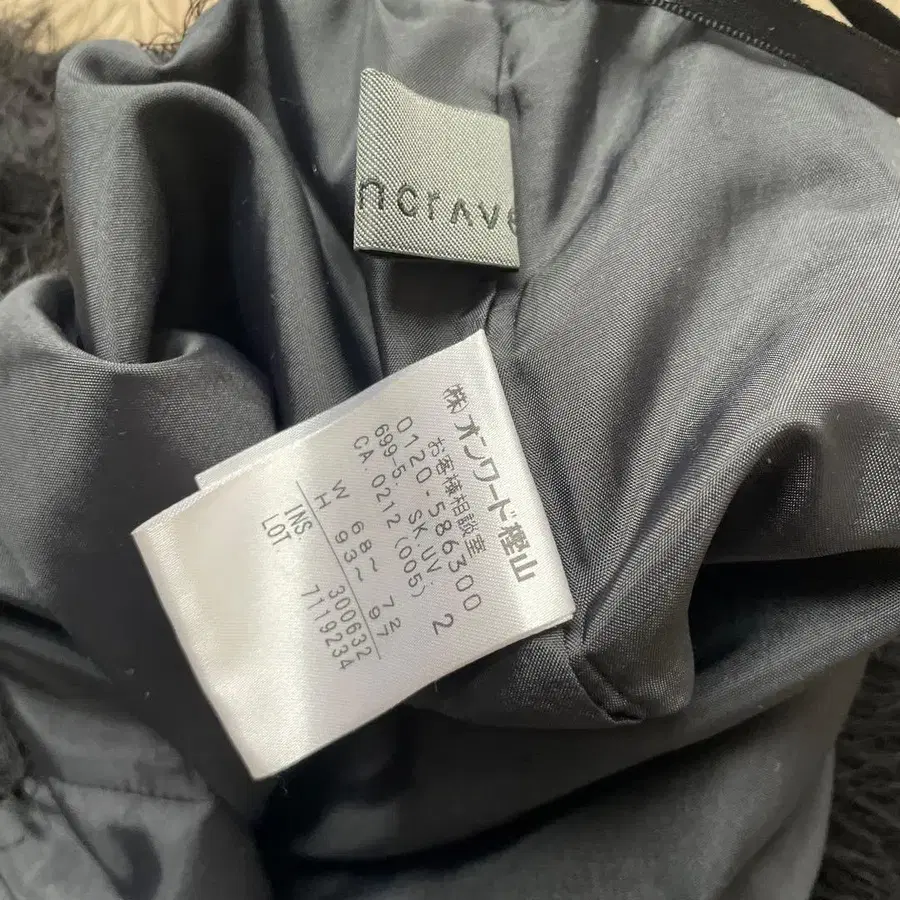 ncrave
(株)オンワード樫山
お客様相談室
0120-586300
699-5. SK UV. 2
CA.0212 (005)
W 68~ 72
H 93~ 97
INS. 300632
LOT 7119234